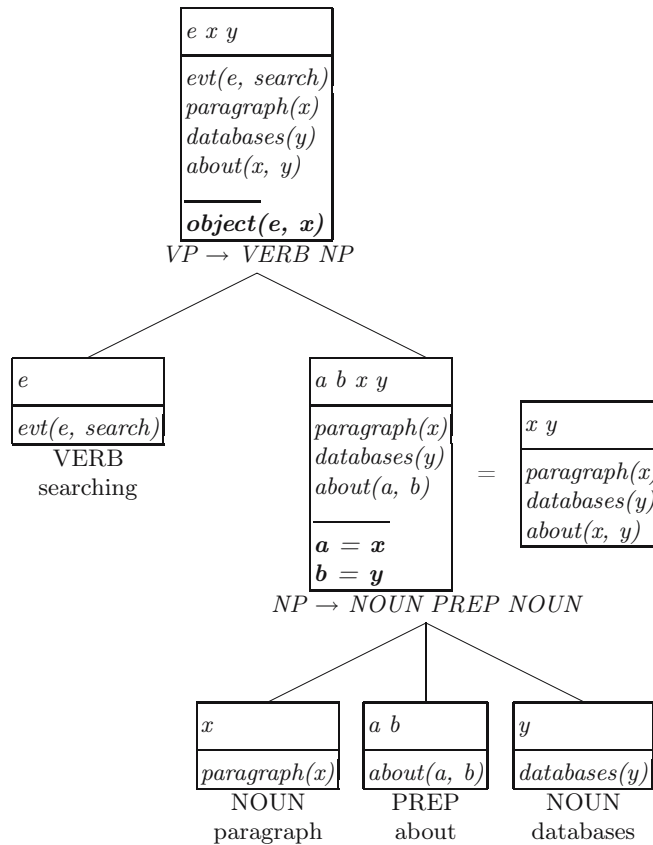 e x y
evt(e, search)
paragraph(x)
databases(y)
about(x, y)
object(e, x)
VP → VERB NP
e
evt(e, search)
VERB
searching
a b x y
paragraph(x)
databases(y)
about(a, b)
a = x
b = y
=
x y
paragraph(x)
databases(y)
about(x, y)
NP → NOUN PREP NOUN
x
paragraph(x)
NOUN
paragraph
a b
about(a, b)
PREP
about
y
databases(y)
NOUN
databases